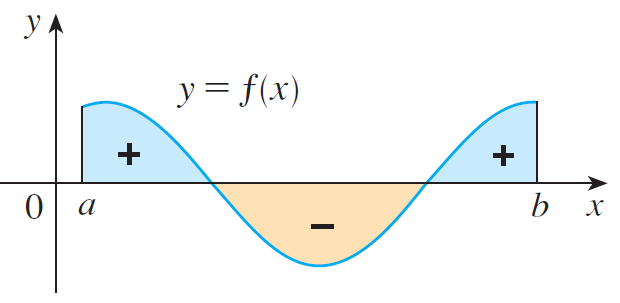 y
y = f(x)
+
+
−
0
a
b
x